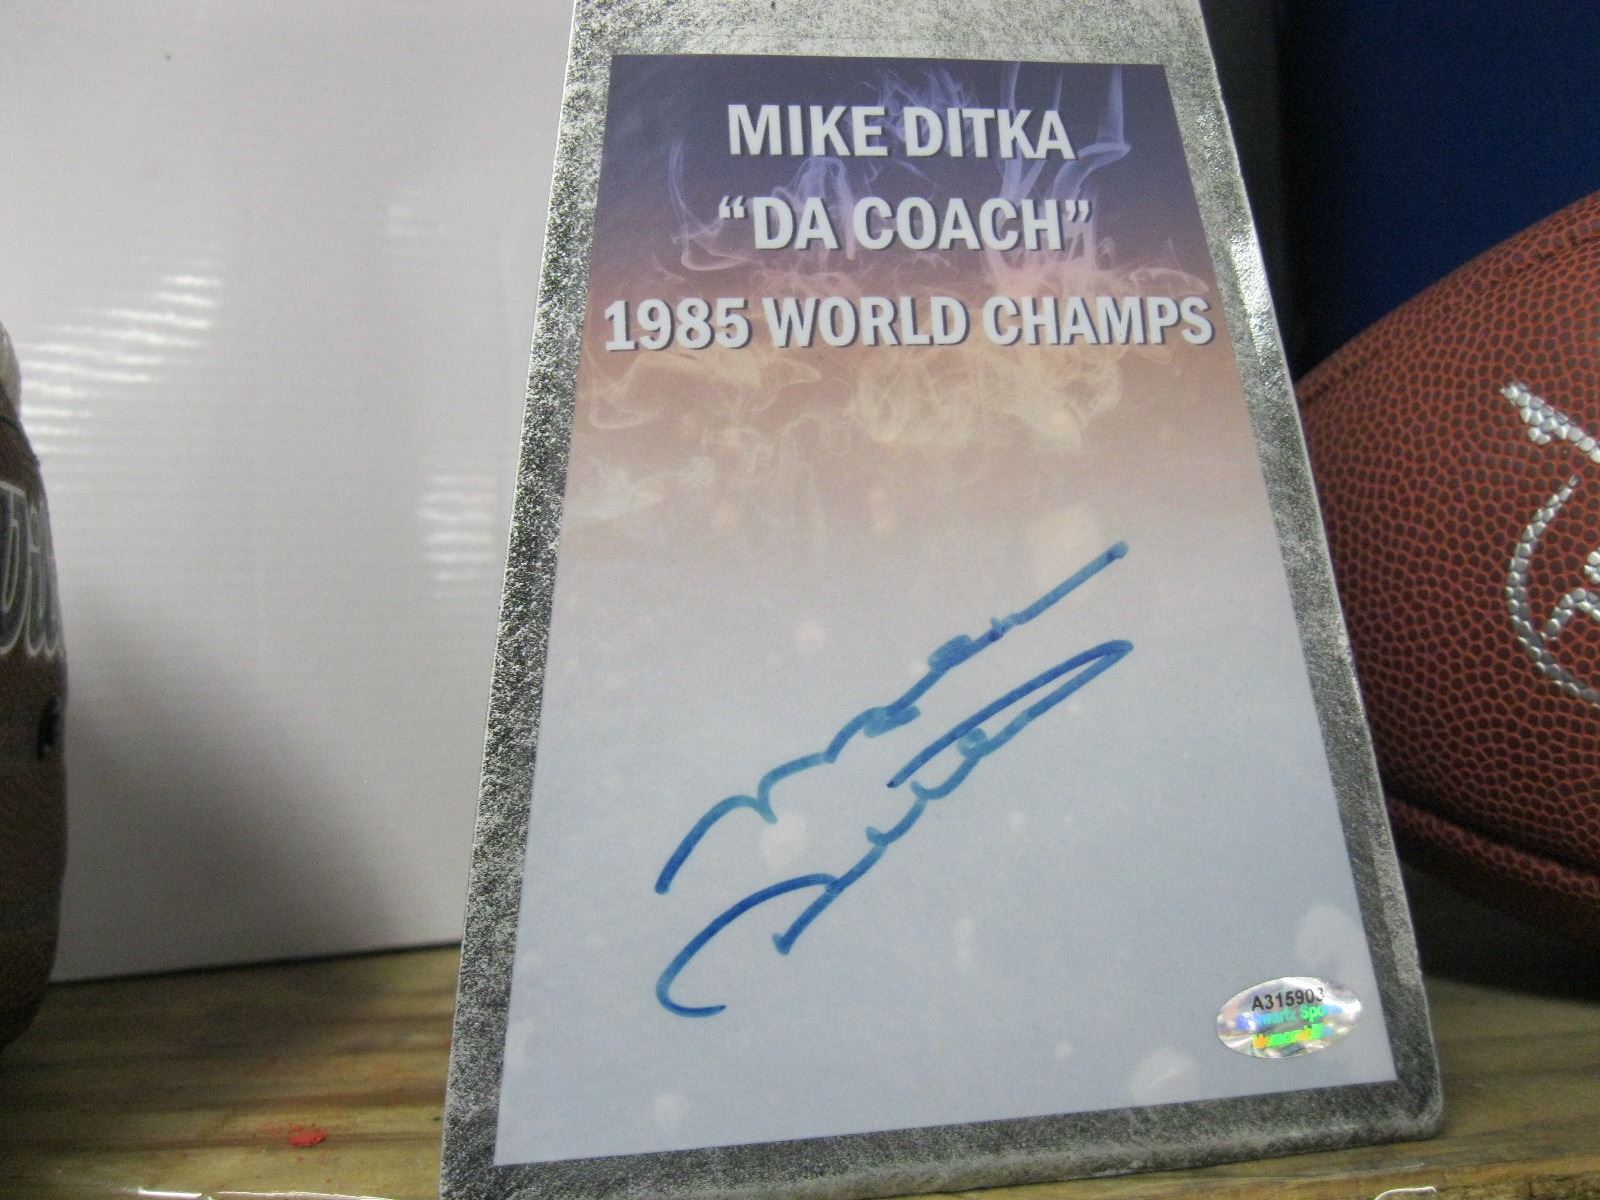 MIKE DITKA
“DA COACH”
1985 WORLD CHAMPS
A315903